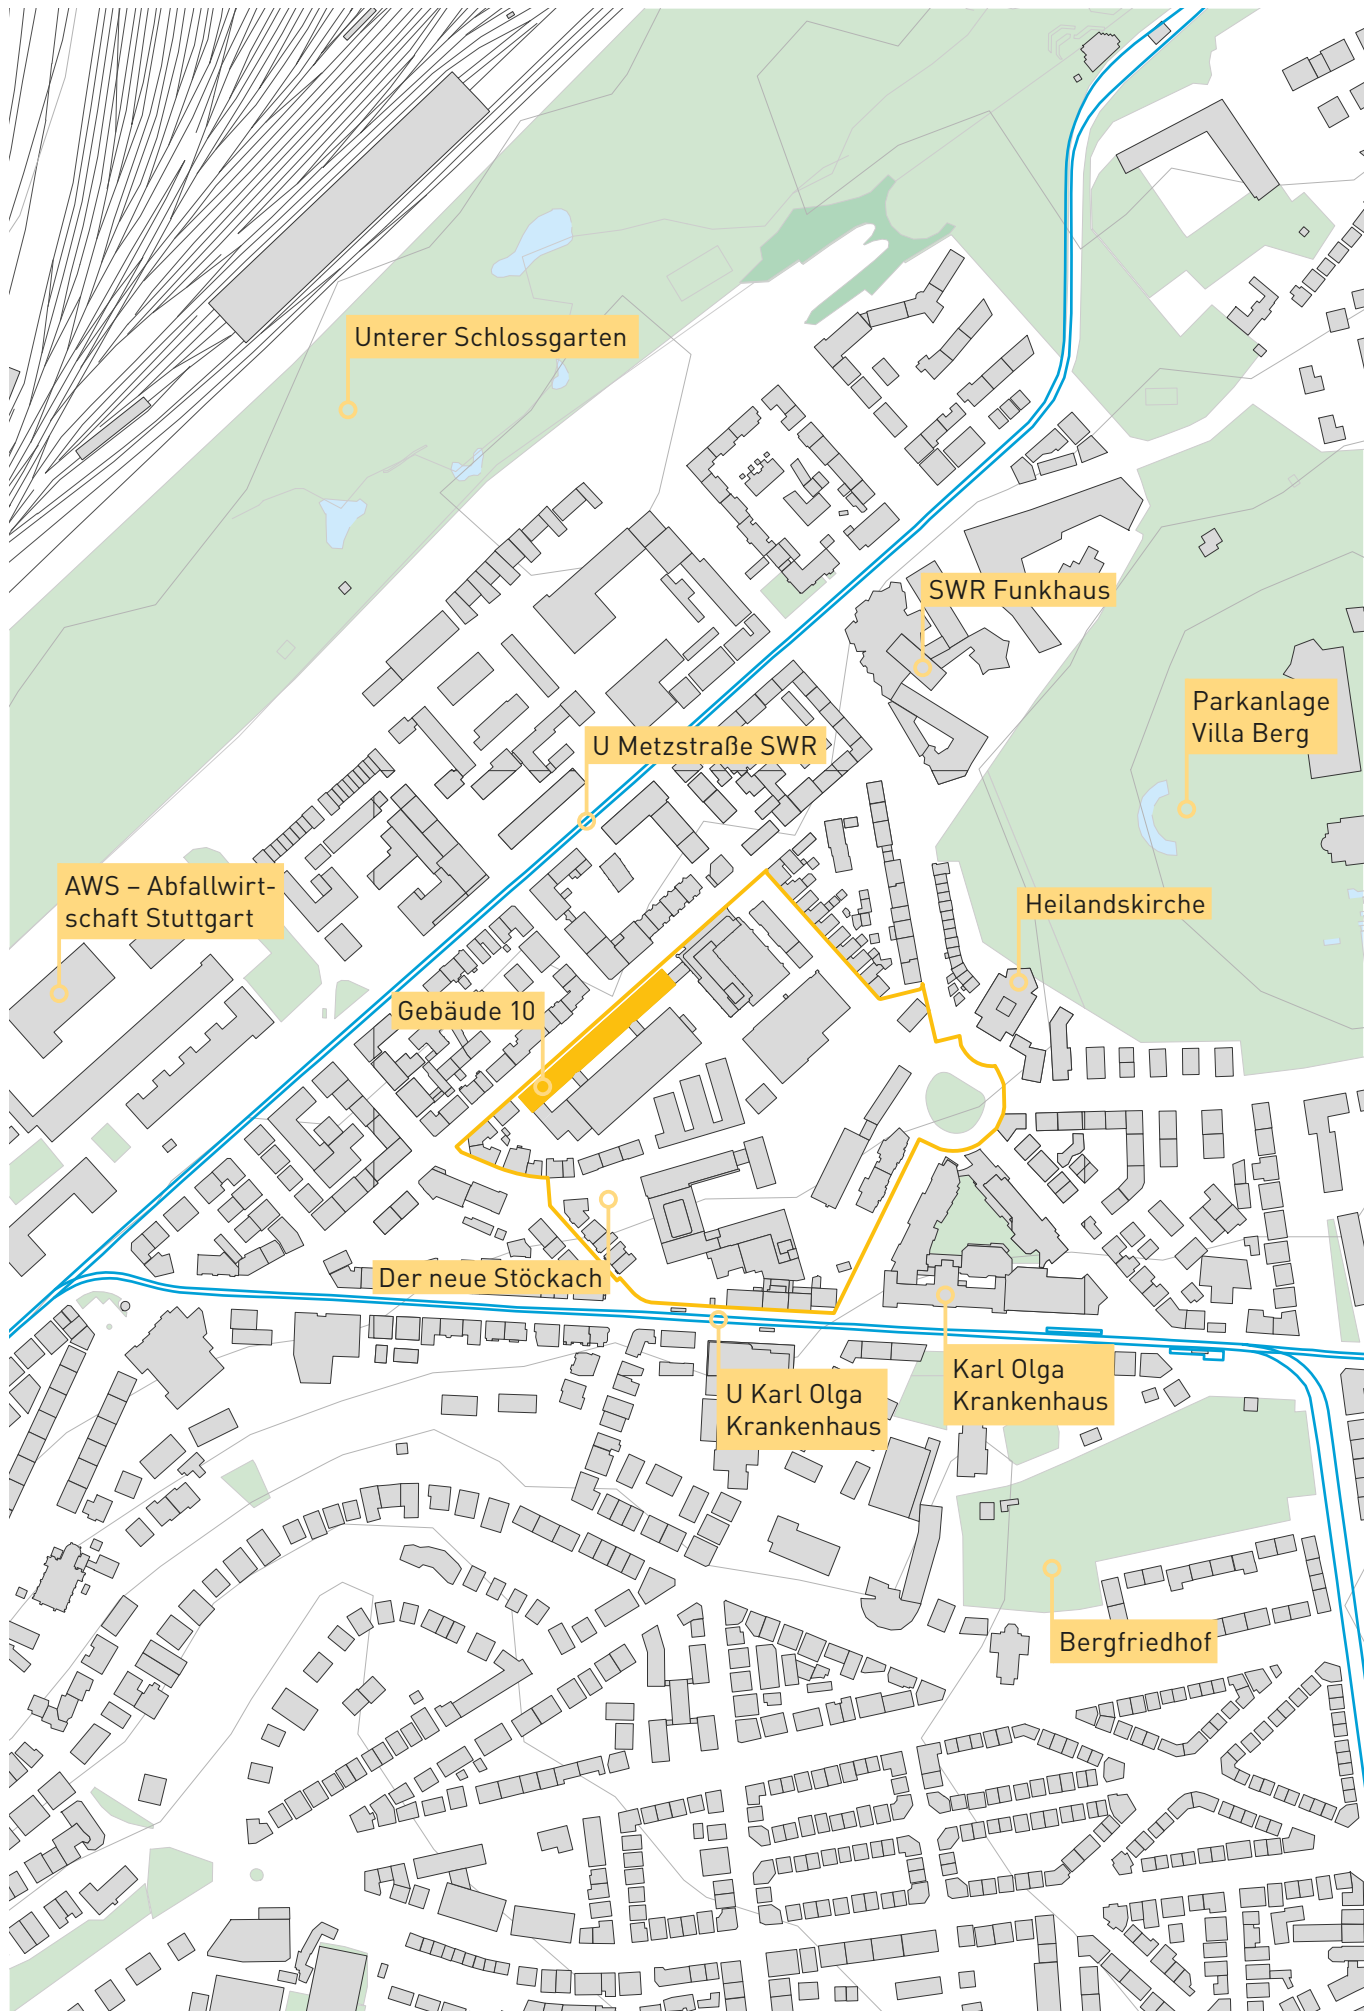 Unterer Schlossgarten
SWR Funkhaus
Parkanlage
Villa Berg
U Metzstraße SWR
AWS – Abfallwirt-
schaft Stuttgart
Heilandskirche
Gebäude 10
Der neue Stöckach
Karl Olga
Krankenhaus
U Karl Olga
Krankenhaus
Bergfriedhof